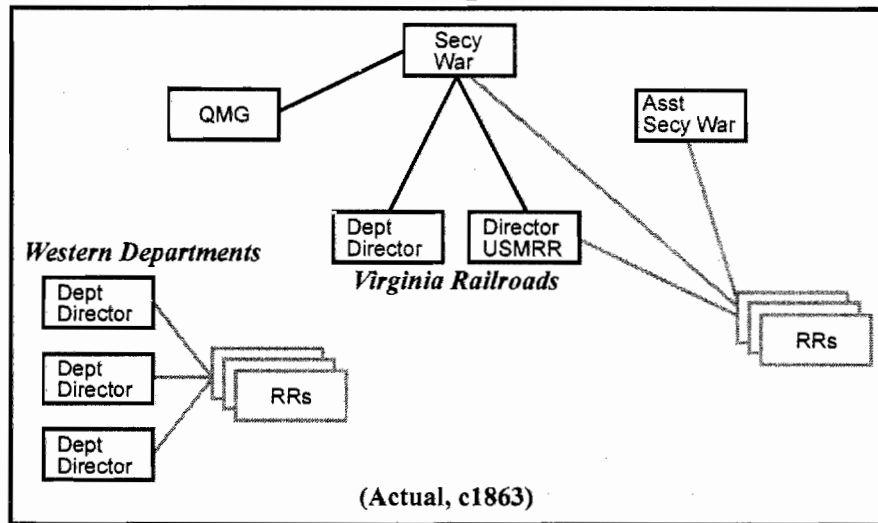 Secy
War
QMG
Asst
Secy War
Dept
Director
Director
USMRR
Western Departments
Virginia Railroads
Dept
Director
RRs
Dept
Director
RRs
Dept
Director
(Actual, c1863)